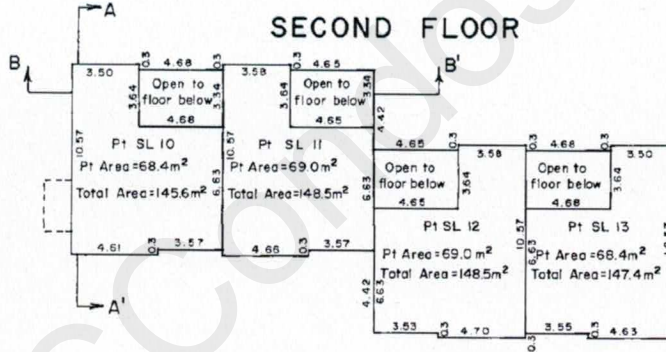 SECOND FLOOR
A
B
B'
3.50
0.3
4.68
0.3
3.58
0.3
4.65
Open to
floor below
3.64
3.34
4.68
Open to
floor below
3.64
3.34
4.65
4.42
10.57
Pt SL 10
Pt Area=68.4m²
Total Area=145.6m²
6.63
10.57
Pt SL 11
Pt Area=69.0m²
Total Area=148.5m²
6.63
4.61
0.3
3.57
4.66
0.3
3.57
A'
4.65
0.3
3.58
0.3
4.68
0.3
3.50
Open to
floor below
3.64
4.65
Open to
floor below
3.64
4.68
Pt SL 12
Pt Area=69.0m²
Total Area=148.5m²
4.42
6.63
10.57
6.63
Pt SL 13
Pt Area=68.4m²
Total Area=147.4m²
3.53
0.3
4.70
0.3
3.55
0.3
4.63